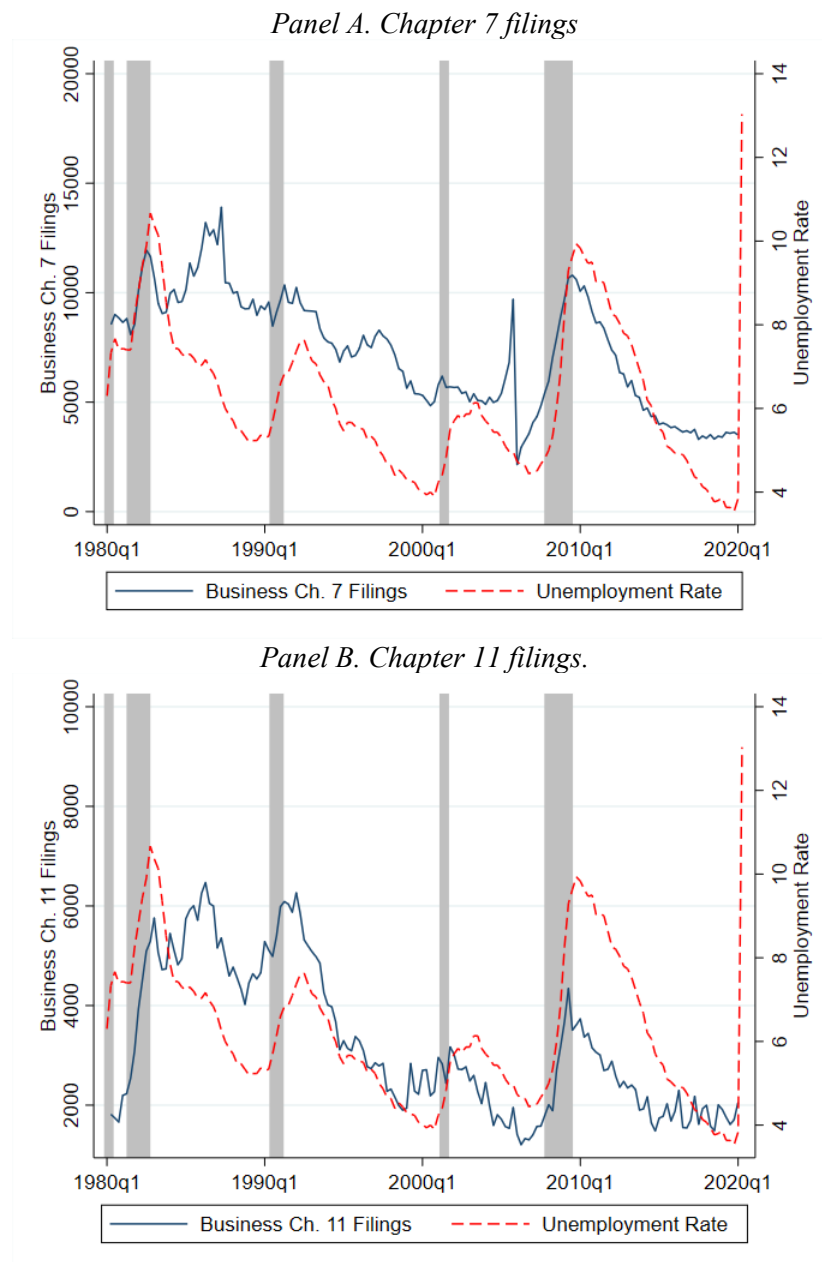 Panel A. Chapter 7 filings
20000
15000
10000
5000
0
Business Ch. 7 Filings
14
12
10
8
6
4
Unemployment Rate
1980q1 1990q1 2000q1 2010q1 2020q1
Business Ch. 7 Filings Unemployment Rate
Panel B. Chapter 11 filings.
10000
8000
6000
4000
2000
Business Ch. 11 Filings
14
12
10
8
6
4
Unemployment Rate
1980q1 1990q1 2000q1 2010q1 2020q1
Business Ch. 11 Filings Unemployment Rate